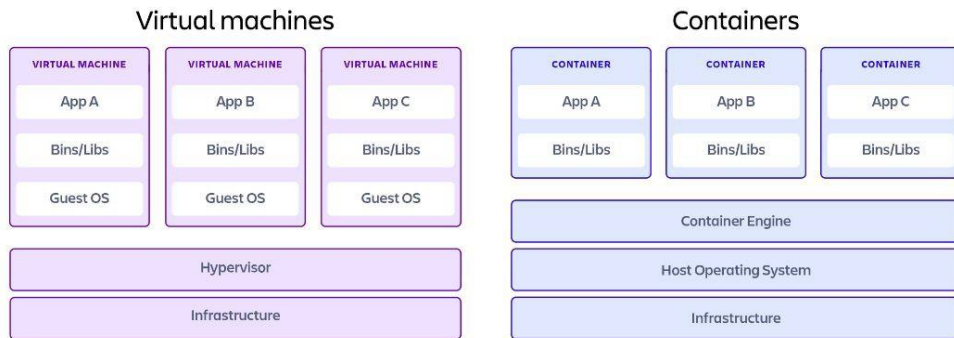 Virtual machines
VIRTUAL MACHINE
App A
Bins/Libs
Guest OS
VIRTUAL MACHINE
App B
Bins/Libs
Guest OS
VIRTUAL MACHINE
App C
Bins/Libs
Guest OS
Hypervisor
Infrastructure
Containers
CONTAINER
App A
Bins/Libs
CONTAINER
App B
Bins/Libs
CONTAINER
App C
Bins/Libs
Container Engine
Host Operating System
Infrastructure